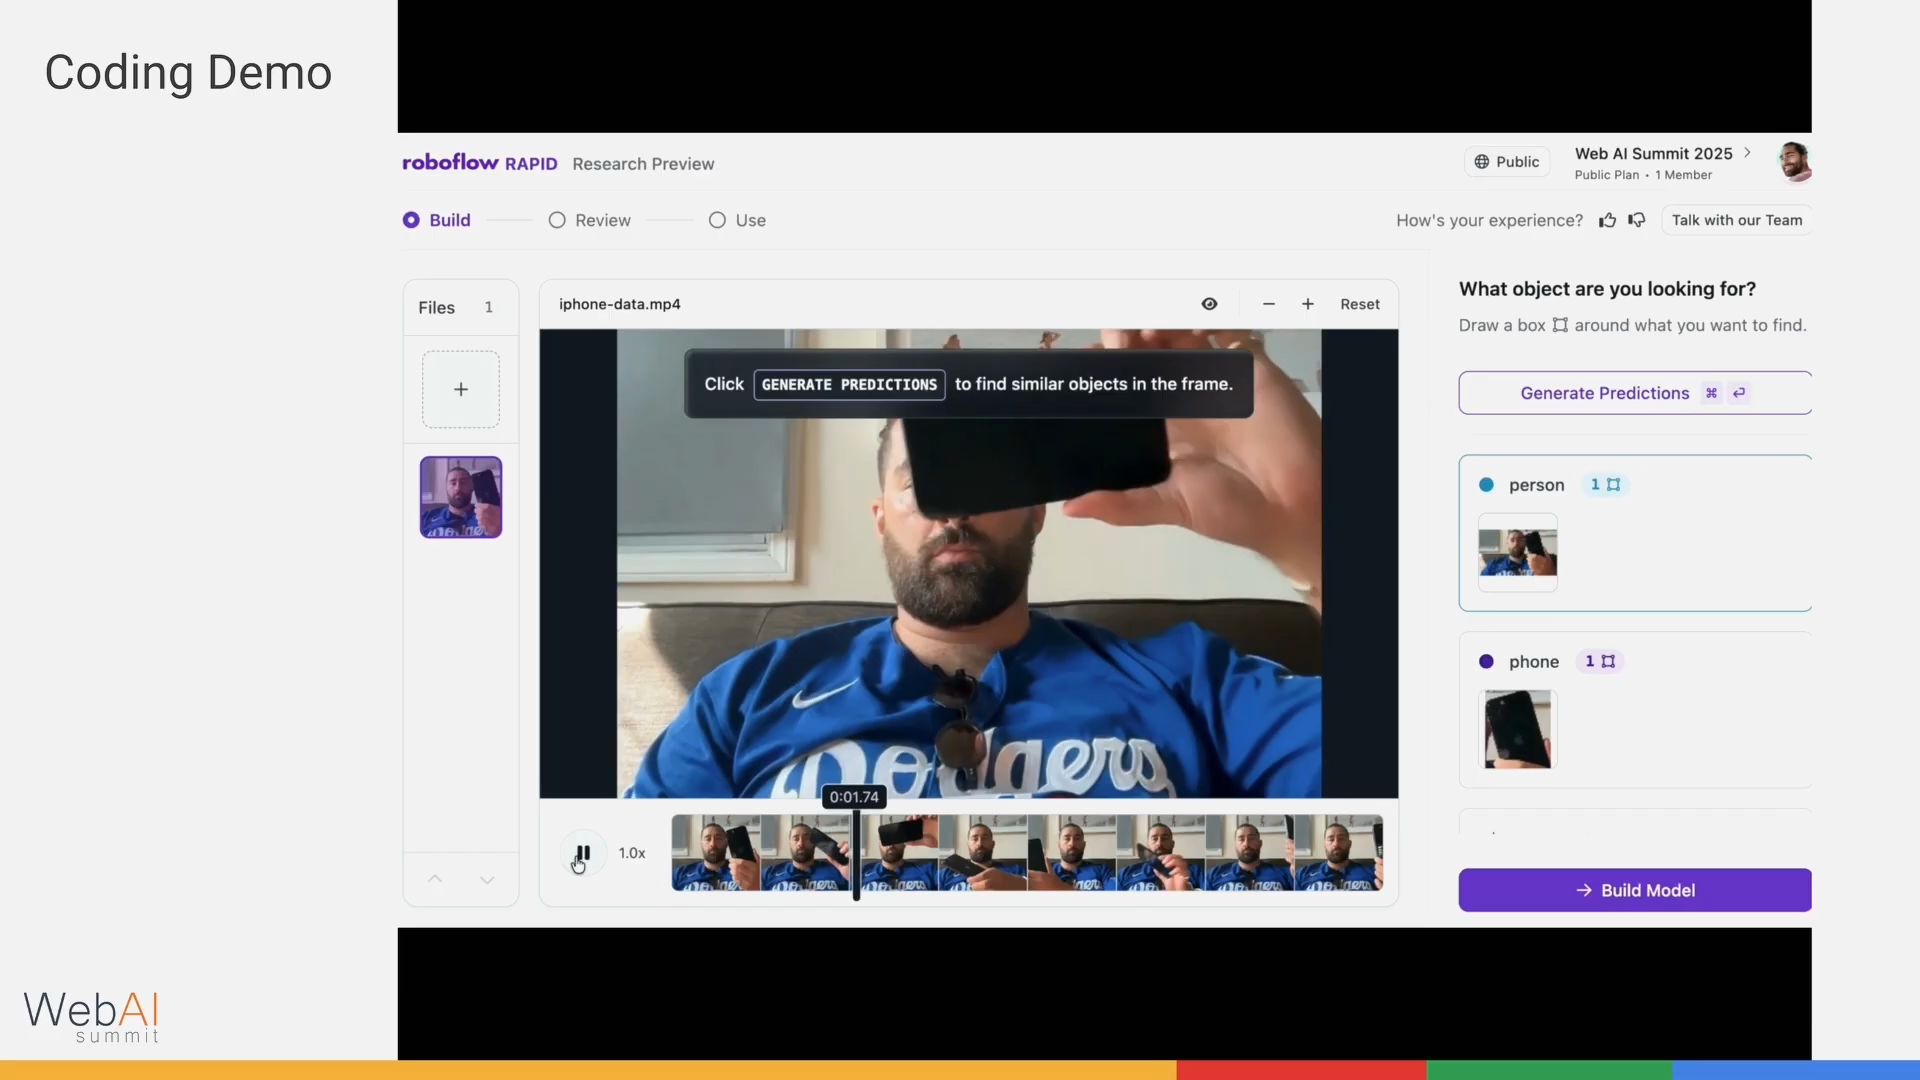 Coding Demo
roboflow RAPID Research Preview
Public
Web AI Summit 2025
Public Plan • 1 Member
Build
Review
Use
How's your experience?
Talk with our Team
Files 1
iphone-data.mp4
Reset
Click GENERATE PREDICTIONS to find similar objects in the frame.
Dodgers
0:01.74
1.0x
What object are you looking for?
Draw a box around what you want to find.
Generate Predictions ⌘ ↵
person 1
phone 1
→ Build Model
WebAI
summit